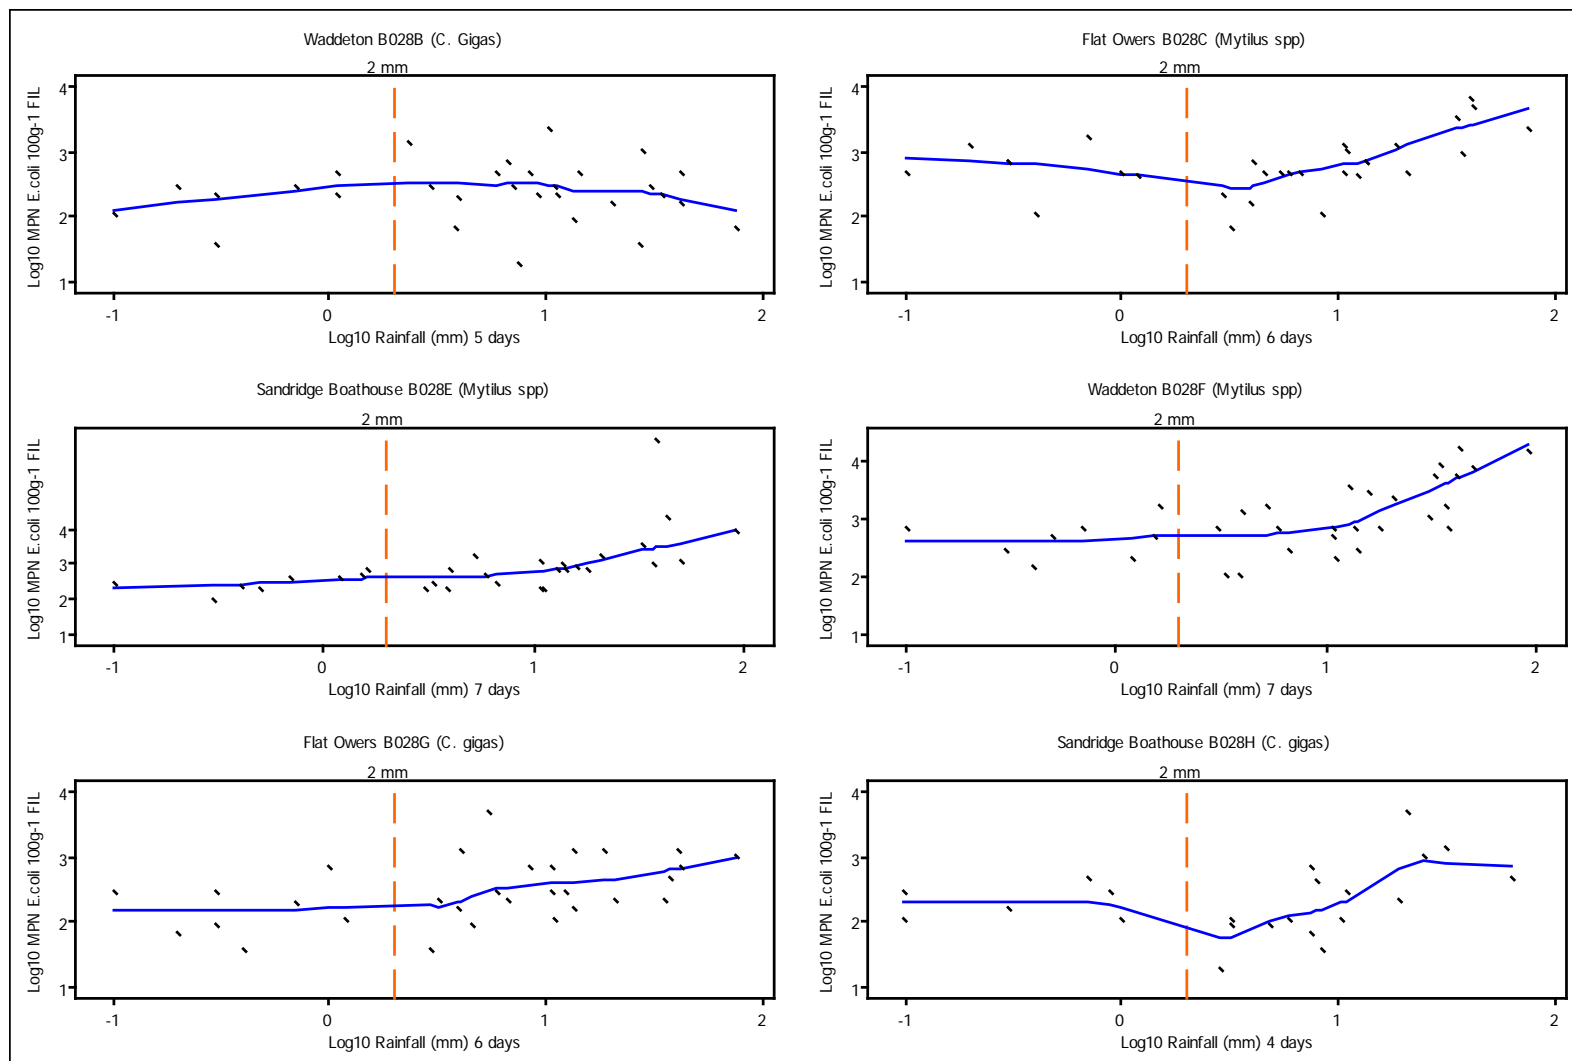 Waddeton B028B (C. Gigas)
2 mm
Log10 MPN E.coli 100g-1 FIL
4
3
2
1
-1 0 1 2
Log10 Rainfall (mm) 5 days
Flat Owers B028C (Mytilus spp)
2 mm
Log10 MPN E.coli 100g-1 FIL
4
3
2
1
-1 0 1 2
Log10 Rainfall (mm) 6 days
Sandridge Boathouse B028E (Mytilus spp)
2 mm
Log10 MPN E.coli 100g-1 FIL
4
3
2
1
-1 0 1 2
Log10 Rainfall (mm) 7 days
Waddeton B028F (Mytilus spp)
2 mm
Log10 MPN E.coli 100g-1 FIL
4
3
2
1
-1 0 1 2
Log10 Rainfall (mm) 7 days
Flat Owers B028G (C. gigas)
2 mm
Log10 MPN E.coli 100g-1 FIL
4
3
2
1
-1 0 1 2
Log10 Rainfall (mm) 6 days
Sandridge Boathouse B028H (C. gigas)
2 mm
Log10 MPN E.coli 100g-1 FIL
4
3
2
1
-1 0 1 2
Log10 Rainfall (mm) 4 days